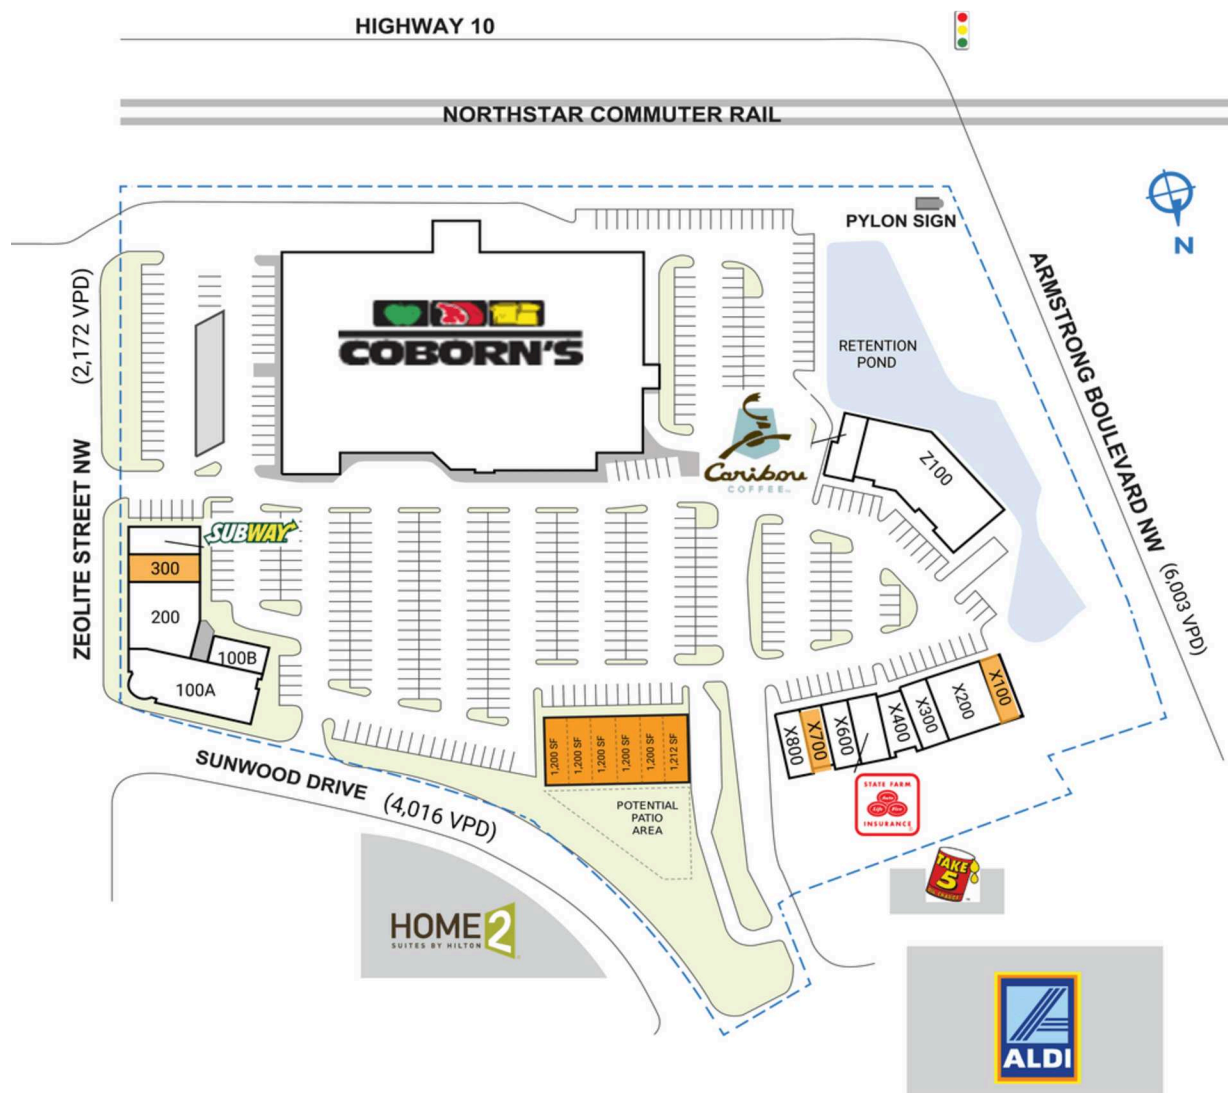 HIGHWAY 10
NORTHSTAR COMMUTER RAIL
PYLON SIGN
N
ARMSTRONG BOULEVARD NW (6,003 VPD)
ZEOLITE STREET NW (2,172 VPD)
COBORN'S
RETENTION
POND
Caribou
COFFEE
Z100
SUBWAY
300
200
100B
100A
X100
X200
X300
X400
X600
X700
X800
1,200 SF
1,200 SF
1,200 SF
1,200 SF
1,200 SF
1,212 SF
POTENTIAL
PATIO
AREA
SUNWOOD DRIVE (4,016 VPD)
STATE FARM
Auto
Life Fire
INSURANCE
TAKE
5
HOME2
SUITES BY HILTON
ALDI